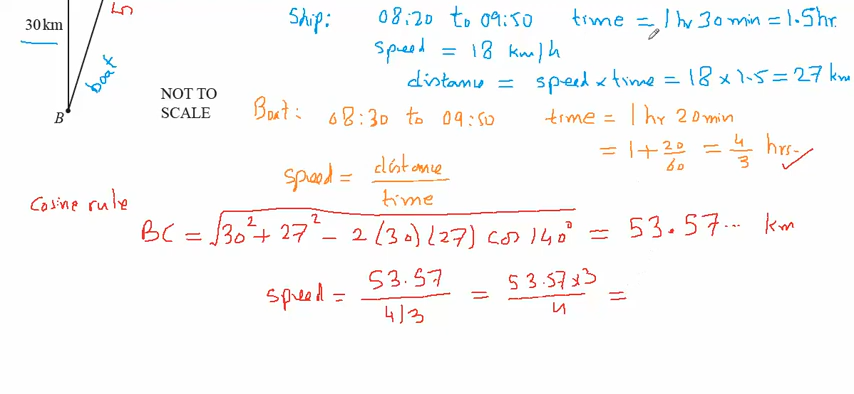 Ship: 08:20 to 09:50 time = 1 hr 30 min = 1.5 hr.
30 km
speed = 18 km/h
boat
distance = speed × time = 18 × 1.5 = 27 km
NOT TO
SCALE
B
Boat: 08:30 to 09:50 time = 1 hr 20 min
= 1 + 20/60 = 4/3 hrs.
speed = distance/time
Cosine rule
BC = √30² + 27² - 2 (30) (27) cos 140° = 53.57... km
speed = 53.57/4/3 = 53.57×3/4 =